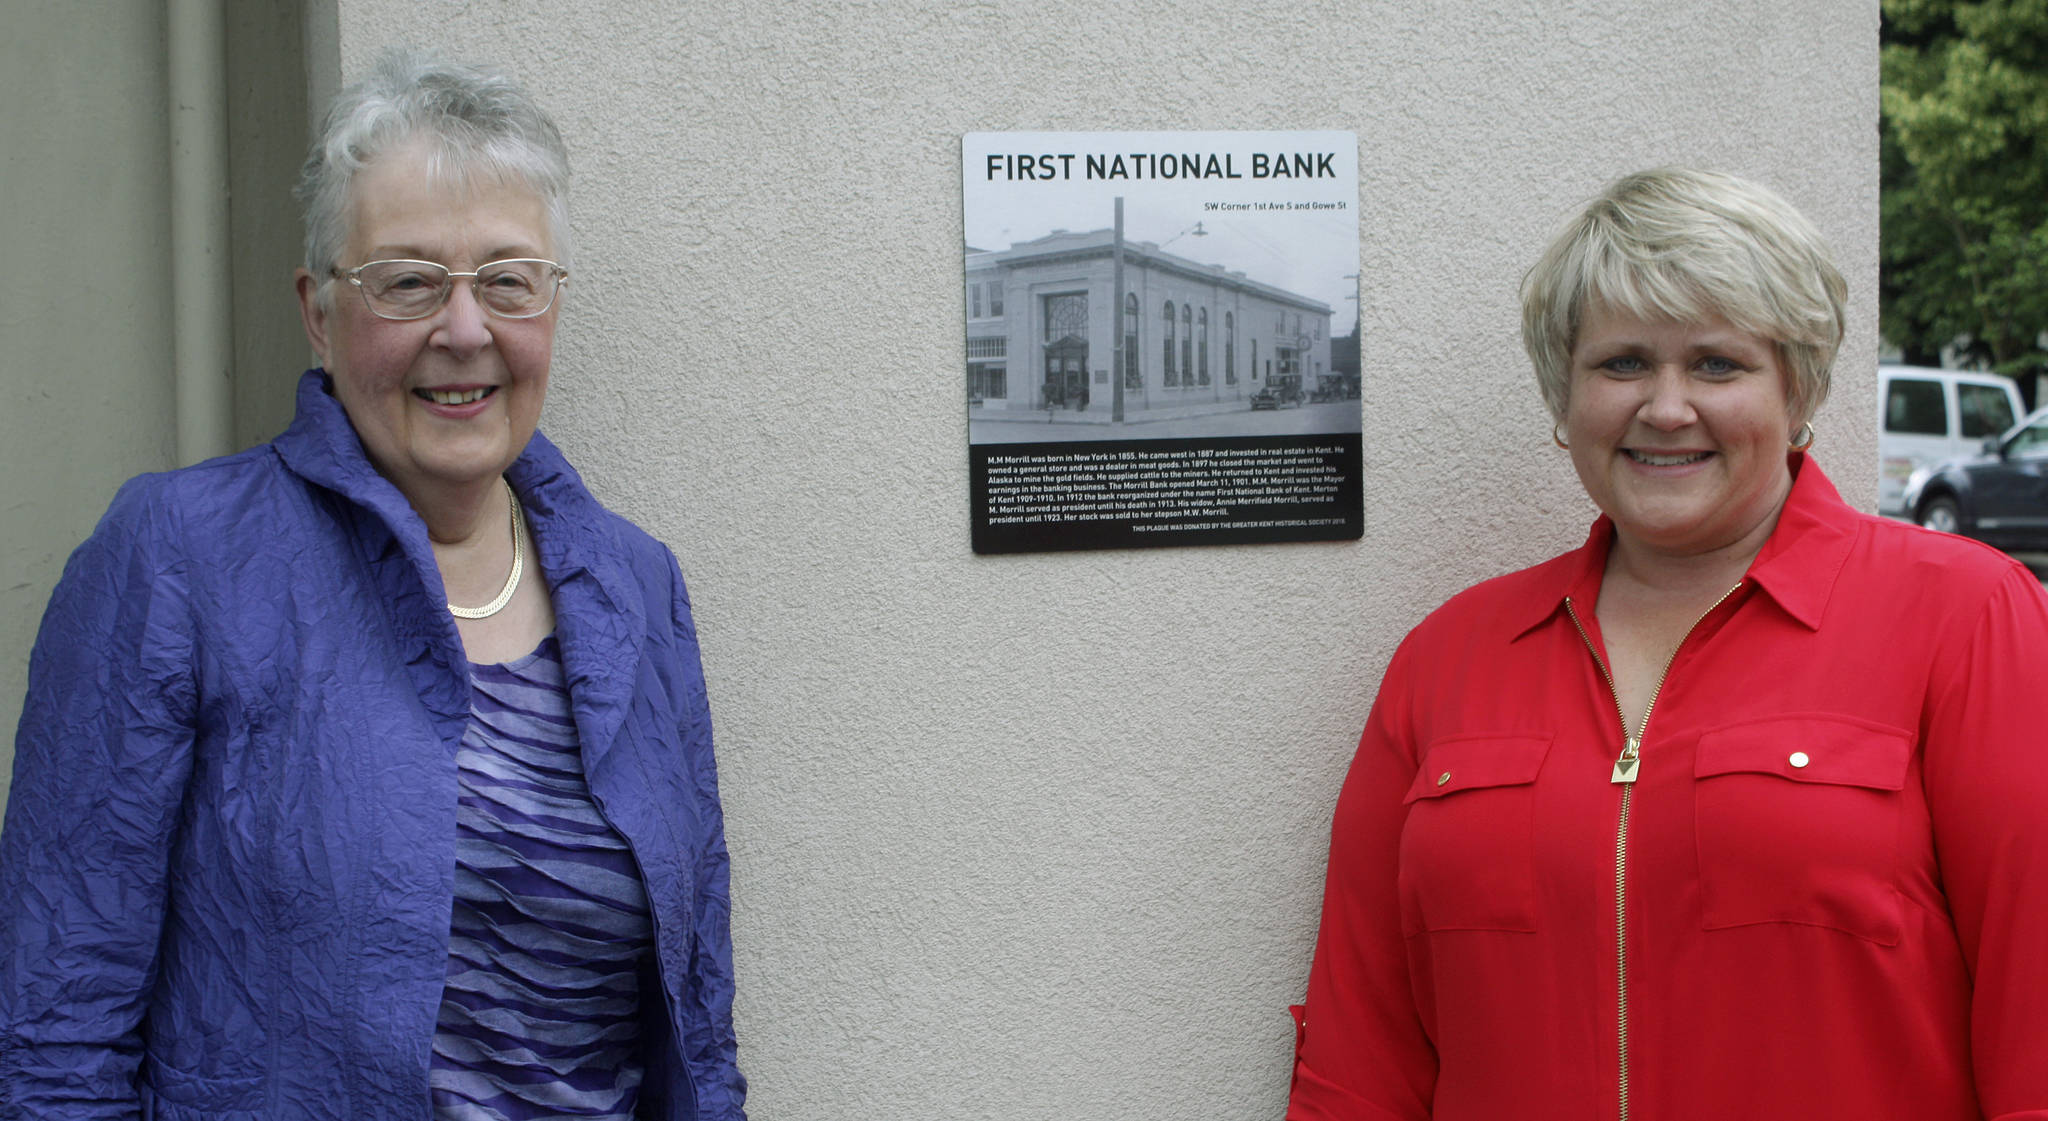 FIRST NATIONAL BANK
SW Corner 1st Ave S and Gowe St
M.M Morrill was born in New York in 1855. He came west in 1887 and invested in real estate in Kent. He
owned a general store and was a dealer in meat goods. In 1897 he closed the market and went to
Alaska to mine the gold fields. He supplied cattle to the miners. He returned to Kent and invested his
earnings in the banking business. The Morrill Bank opened March 11, 1901. M.M. Morrill was the Mayor
of Kent 1909-1910. In 1912 the bank reorganized under the name First National Bank of Kent. Merton
M. Morrill served as president until his death in 1913. His widow, Annie Merrifield Morrill, served as
president until 1923. Her stock was sold to her stepson M.W. Morrill.
THIS PLAQUE WAS DONATED BY THE GREATER KENT HISTORICAL SOCIETY 2015.